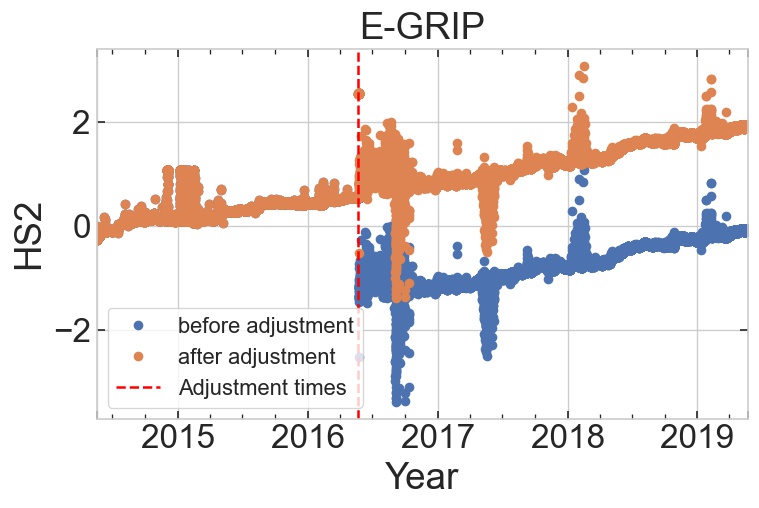 E-GRIP
HS2
2
0
−2
before adjustment
after adjustment
Adjustment times
2015 2016 2017 2018 2019
Year